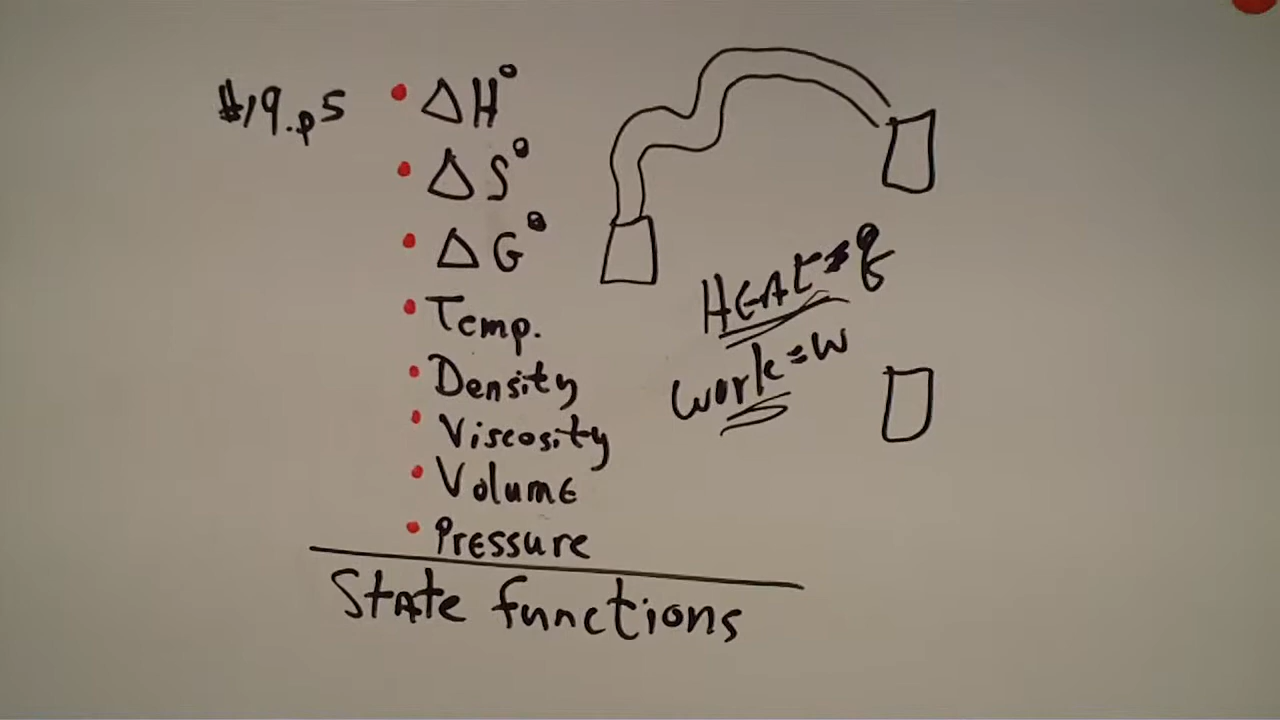 #19.p5
• ΔH°
• ΔS°
• ΔG°
• Temp.
• Density
• Viscosity
• Volume
• Pressure
State functions
HEAt = q
work = w